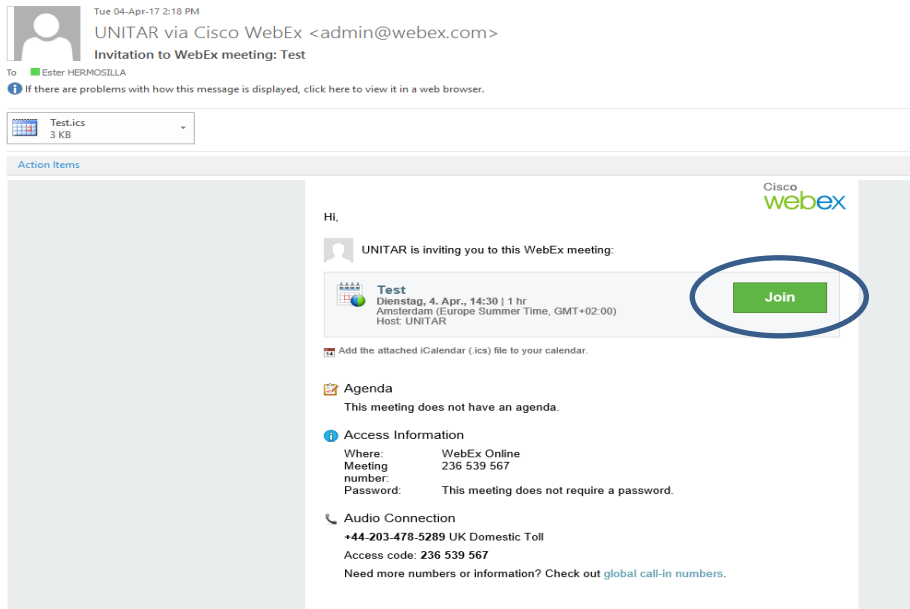 Tue 04-Apr-17 2:18 PM
UNITAR via Cisco WebEx <admin@webex.com>
Invitation to WebEx meeting: Test
To Ester HERMOSILLA
If there are problems with how this message is displayed, click here to view it in a web browser.
Test.ics
3 KB
Action Items
Cisco
webex
Hi,
UNITAR is inviting you to this WebEx meeting:
Test
Dienstag, 4. Apr., 14:30 | 1 hr
Amsterdam (Europe Summer Time, GMT+02:00)
Host: UNITAR
Join
14 Add the attached iCalendar (.ics) file to your calendar.
Agenda
This meeting does not have an agenda.
Access Information
Where: WebEx Online
Meeting 236 539 567
number:
Password: This meeting does not require a password.
Audio Connection
+44-203-478-5289 UK Domestic Toll
Access code: 236 539 567
Need more numbers or information? Check out global call-in numbers.